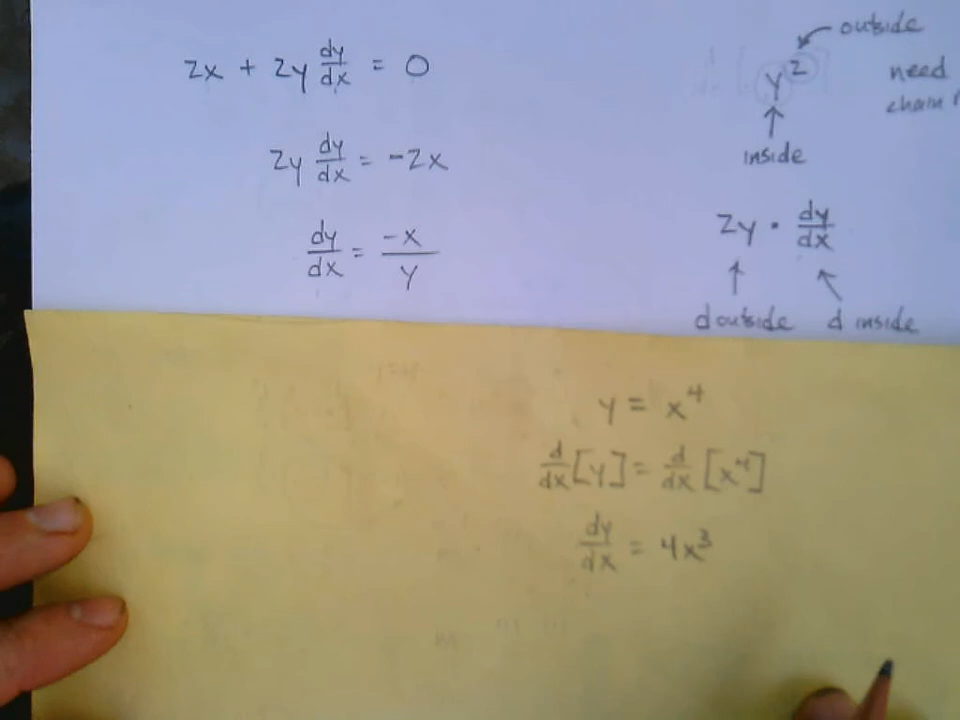 2x + 2y dy/dx = 0
2y dy/dx = -2x
dy/dx = -x/y
outside
y²
need
chain
inside
2y · dy/dx
d outside d inside
y = x⁴
d/dx [y] = d/dx [x⁴]
dy/dx = 4x³